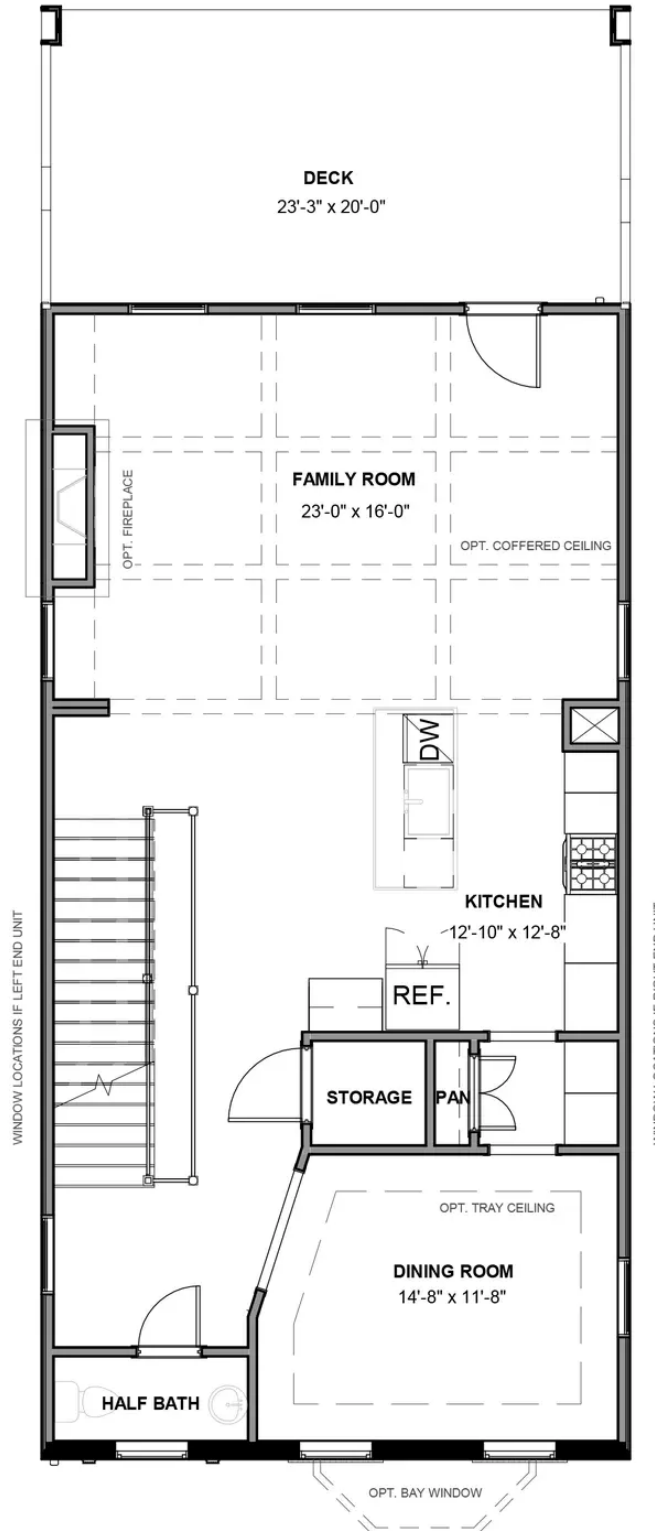 DECK
23'-3" x 20'-0"
FAMILY ROOM
23'-0" x 16'-0"
OPT. FIREPLACE
OPT. COFFERED CEILING
DW
KITCHEN
12'-10" x 12'-8"
REF.
WINDOW LOCATIONS IF LEFT END UNIT
STORAGE
PAN
OPT. TRAY CEILING
DINING ROOM
14'-8" x 11'-8"
HALF BATH
OPT. BAY WINDOW